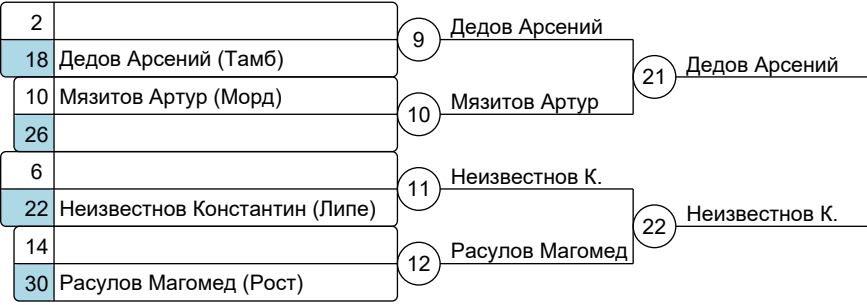 2
9
Дедов Арсений
18 Дедов Арсений (Тамб)
21
Дедов Арсений
10 Мязитов Артур (Морд)
10
Мязитов Артур
26
6
11
Неизвестнов К.
22 Неизвестнов Константин (Липе)
22
Неизвестнов К.
14
12
Расулов Магомед
30 Расулов Магомед (Рост)